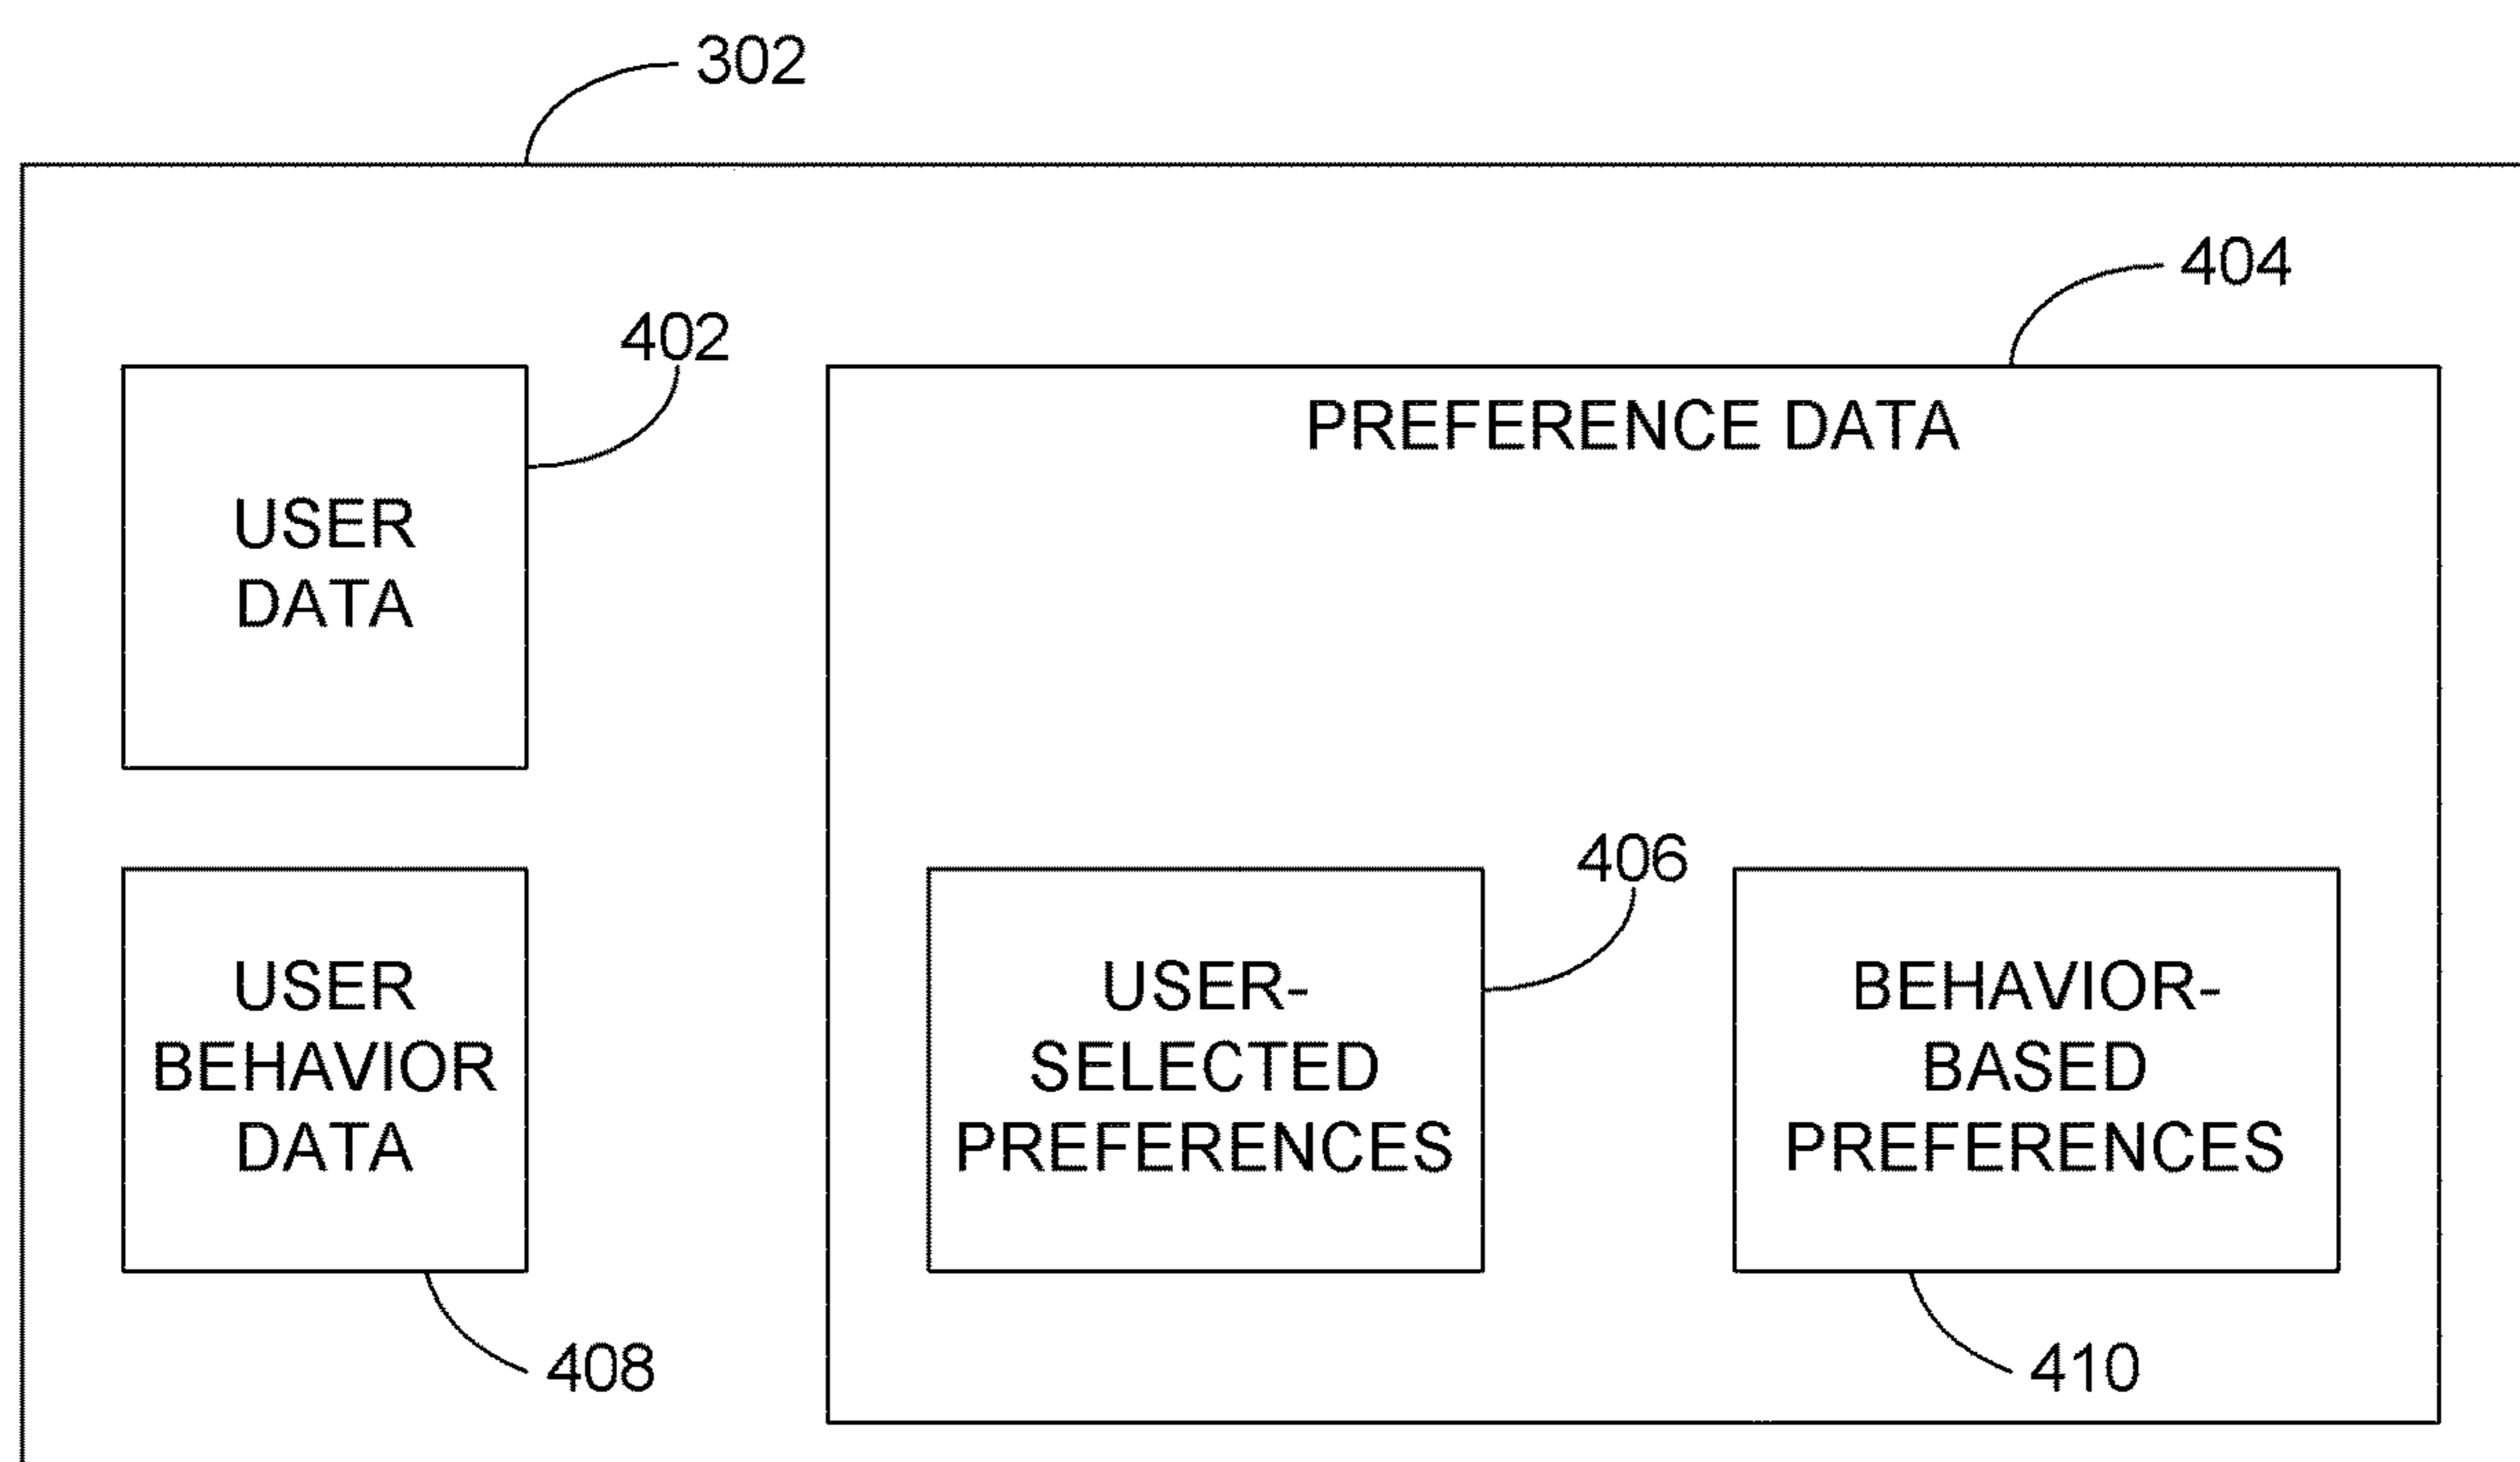 302
404
402
PREFERENCE DATA
USER
DATA
406
USER
BEHAVIOR
DATA
USER-
SELECTED
PREFERENCES
BEHAVIOR-
BASED
PREFERENCES
408
410